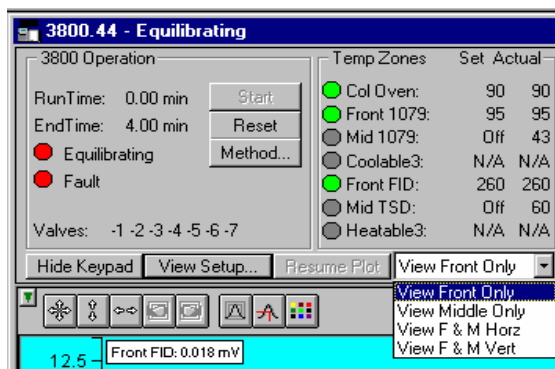 3800.44 - Equilibrating
3800 Operation
RunTime: 0.00 min
Start
EndTime: 4.00 min
Reset
Equilibrating
Method...
Fault
Valves: -1 -2 -3 -4 -5 -6 -7
Temp Zones Set Actual
Col Oven: 90 90
Front 1079: 95 95
Mid 1079: Off 43
Coolable3: N/A N/A
Front FID: 260 260
Mid TSD: Off 60
Heatable3: N/A N/A
Hide Keypad View Setup... Resume Plot View Front Only
View Front Only
View Middle Only
View F & M Horz
View F & M Vert
12.5
Front FID: 0.018 mV